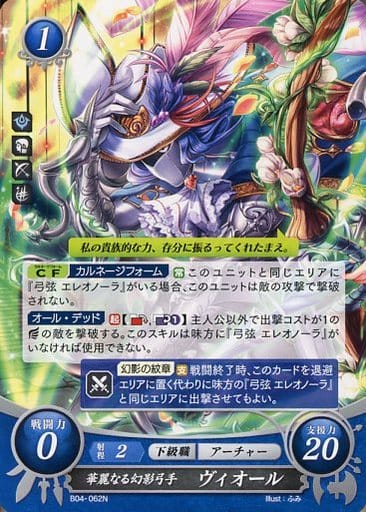 1
私の貴族的な力、存分に振るってくれたまえ。
CF カルネージフォーム 常 このユニットと同じエリアに
『弓弦 エレオノーラ』がいる場合、このユニットは敵の攻撃で撃破
されない。
オール・デッド 起【 、 1】主人公以外で出撃コストが1の
の敵を撃破する。このスキルは味方に『弓弦 エレオノーラ』が
いなければ使用できない。
幻影の紋章 支 戦闘終了時、このカードを退避
エリアに置く代わりに味方の『弓弦 エレオノーラ』
と同じエリアに出撃させてもよい。
戦闘力
0
射程 2 下級職 アーチャー
支援力
20
華麗なる幻影弓手 ヴィオール
B04-062N
Illust:ふみ